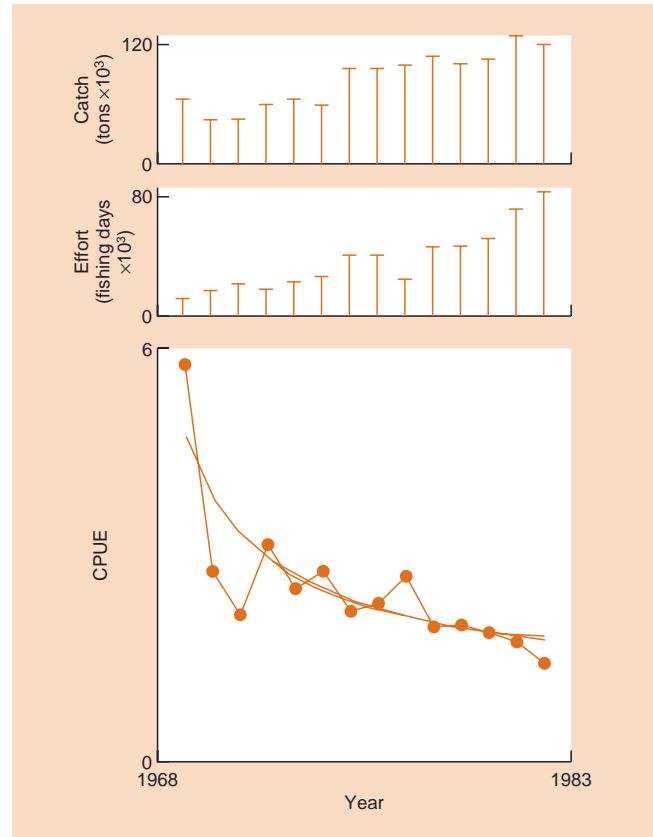 Catch
(tons ×10³)
120
0
Effort
(fishing days
×10³)
80
0
CPUE
6
0
1968
1983
Year